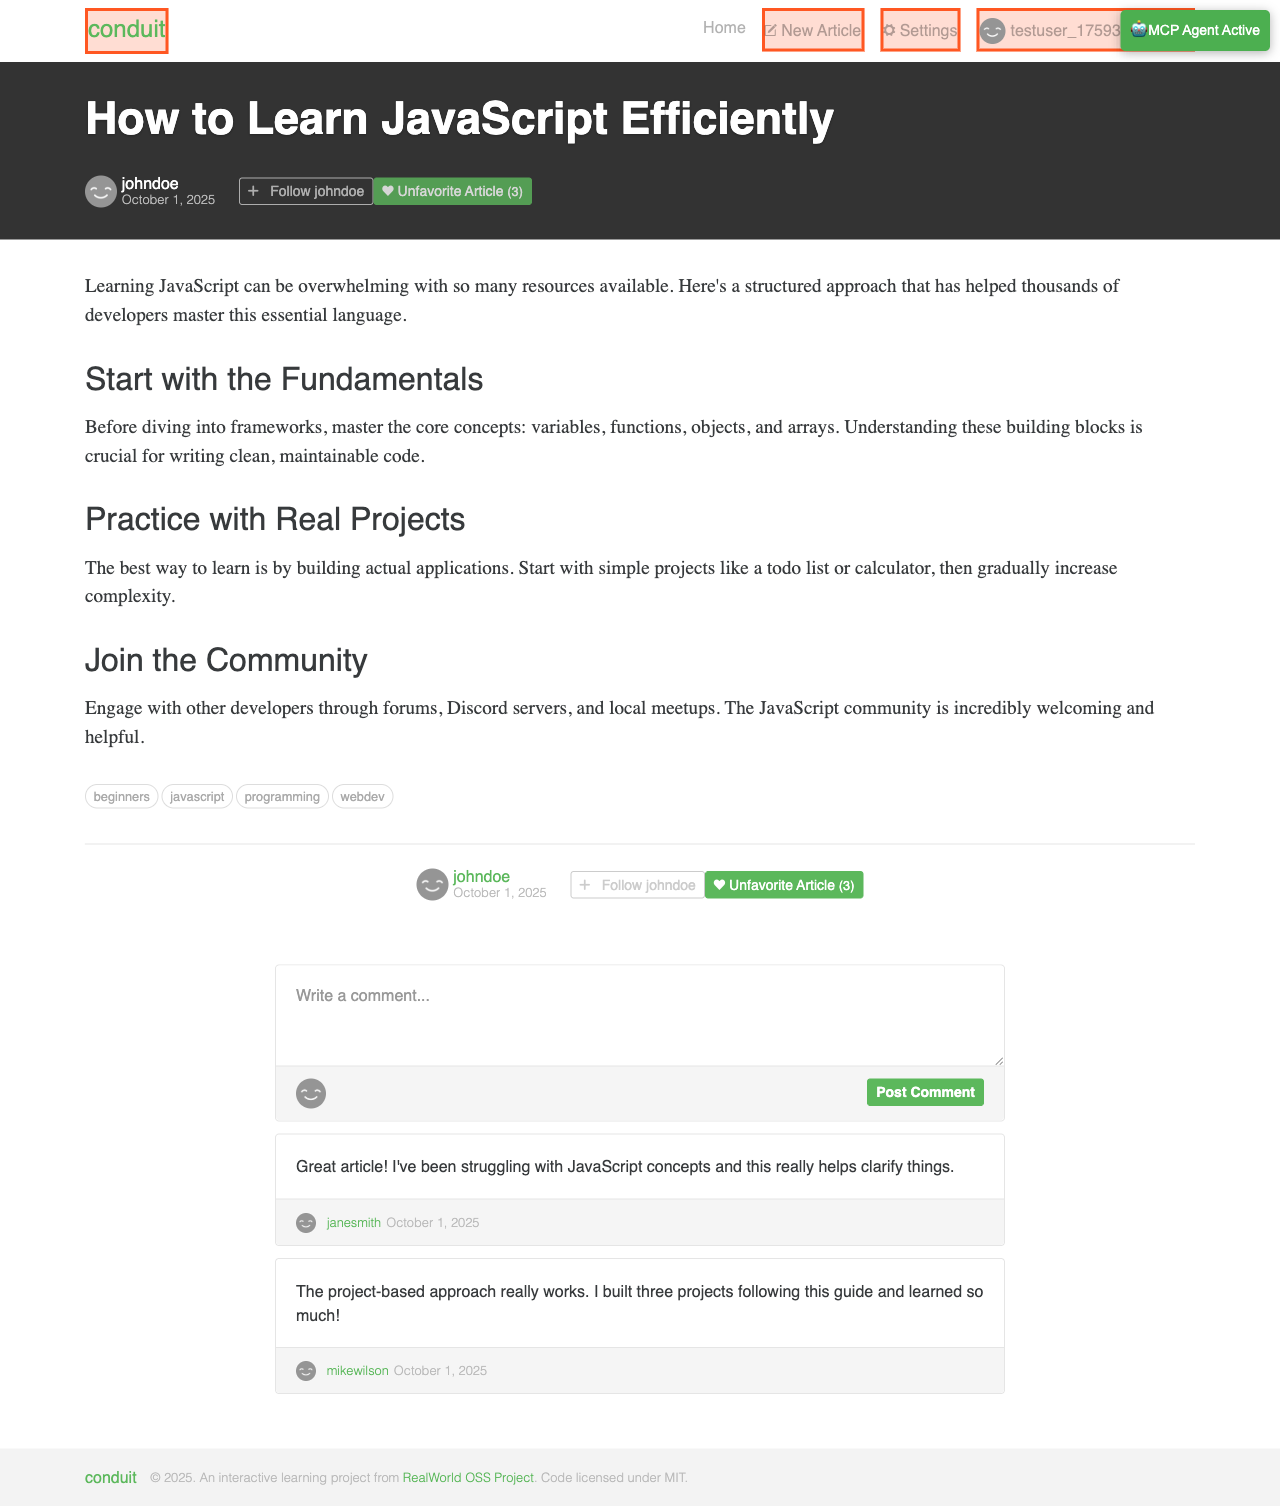 conduit
Home
New Article
Settings
testuser_17593
MCP Agent Active
How to Learn JavaScript Efficiently
johndoe
October 1, 2025
Follow johndoe
Unfavorite Article (3)
Learning JavaScript can be overwhelming with so many resources available. Here's a structured approach that has helped thousands of
developers master this essential language.
Start with the Fundamentals
Before diving into frameworks, master the core concepts: variables, functions, objects, and arrays. Understanding these building blocks is
crucial for writing clean, maintainable code.
Practice with Real Projects
The best way to learn is by building actual applications. Start with simple projects like a todo list or calculator, then gradually increase
complexity.
Join the Community
Engage with other developers through forums, Discord servers, and local meetups. The JavaScript community is incredibly welcoming and
helpful.
beginners
javascript
programming
webdev
johndoe
October 1, 2025
Follow johndoe
Unfavorite Article (3)
Write a comment...
Post Comment
Great article! I've been struggling with JavaScript concepts and this really helps clarify things.
janesmith October 1, 2025
The project-based approach really works. I built three projects following this guide and learned so
much!
mikewilson October 1, 2025
conduit © 2025. An interactive learning project from RealWorld OSS Project. Code licensed under MIT.